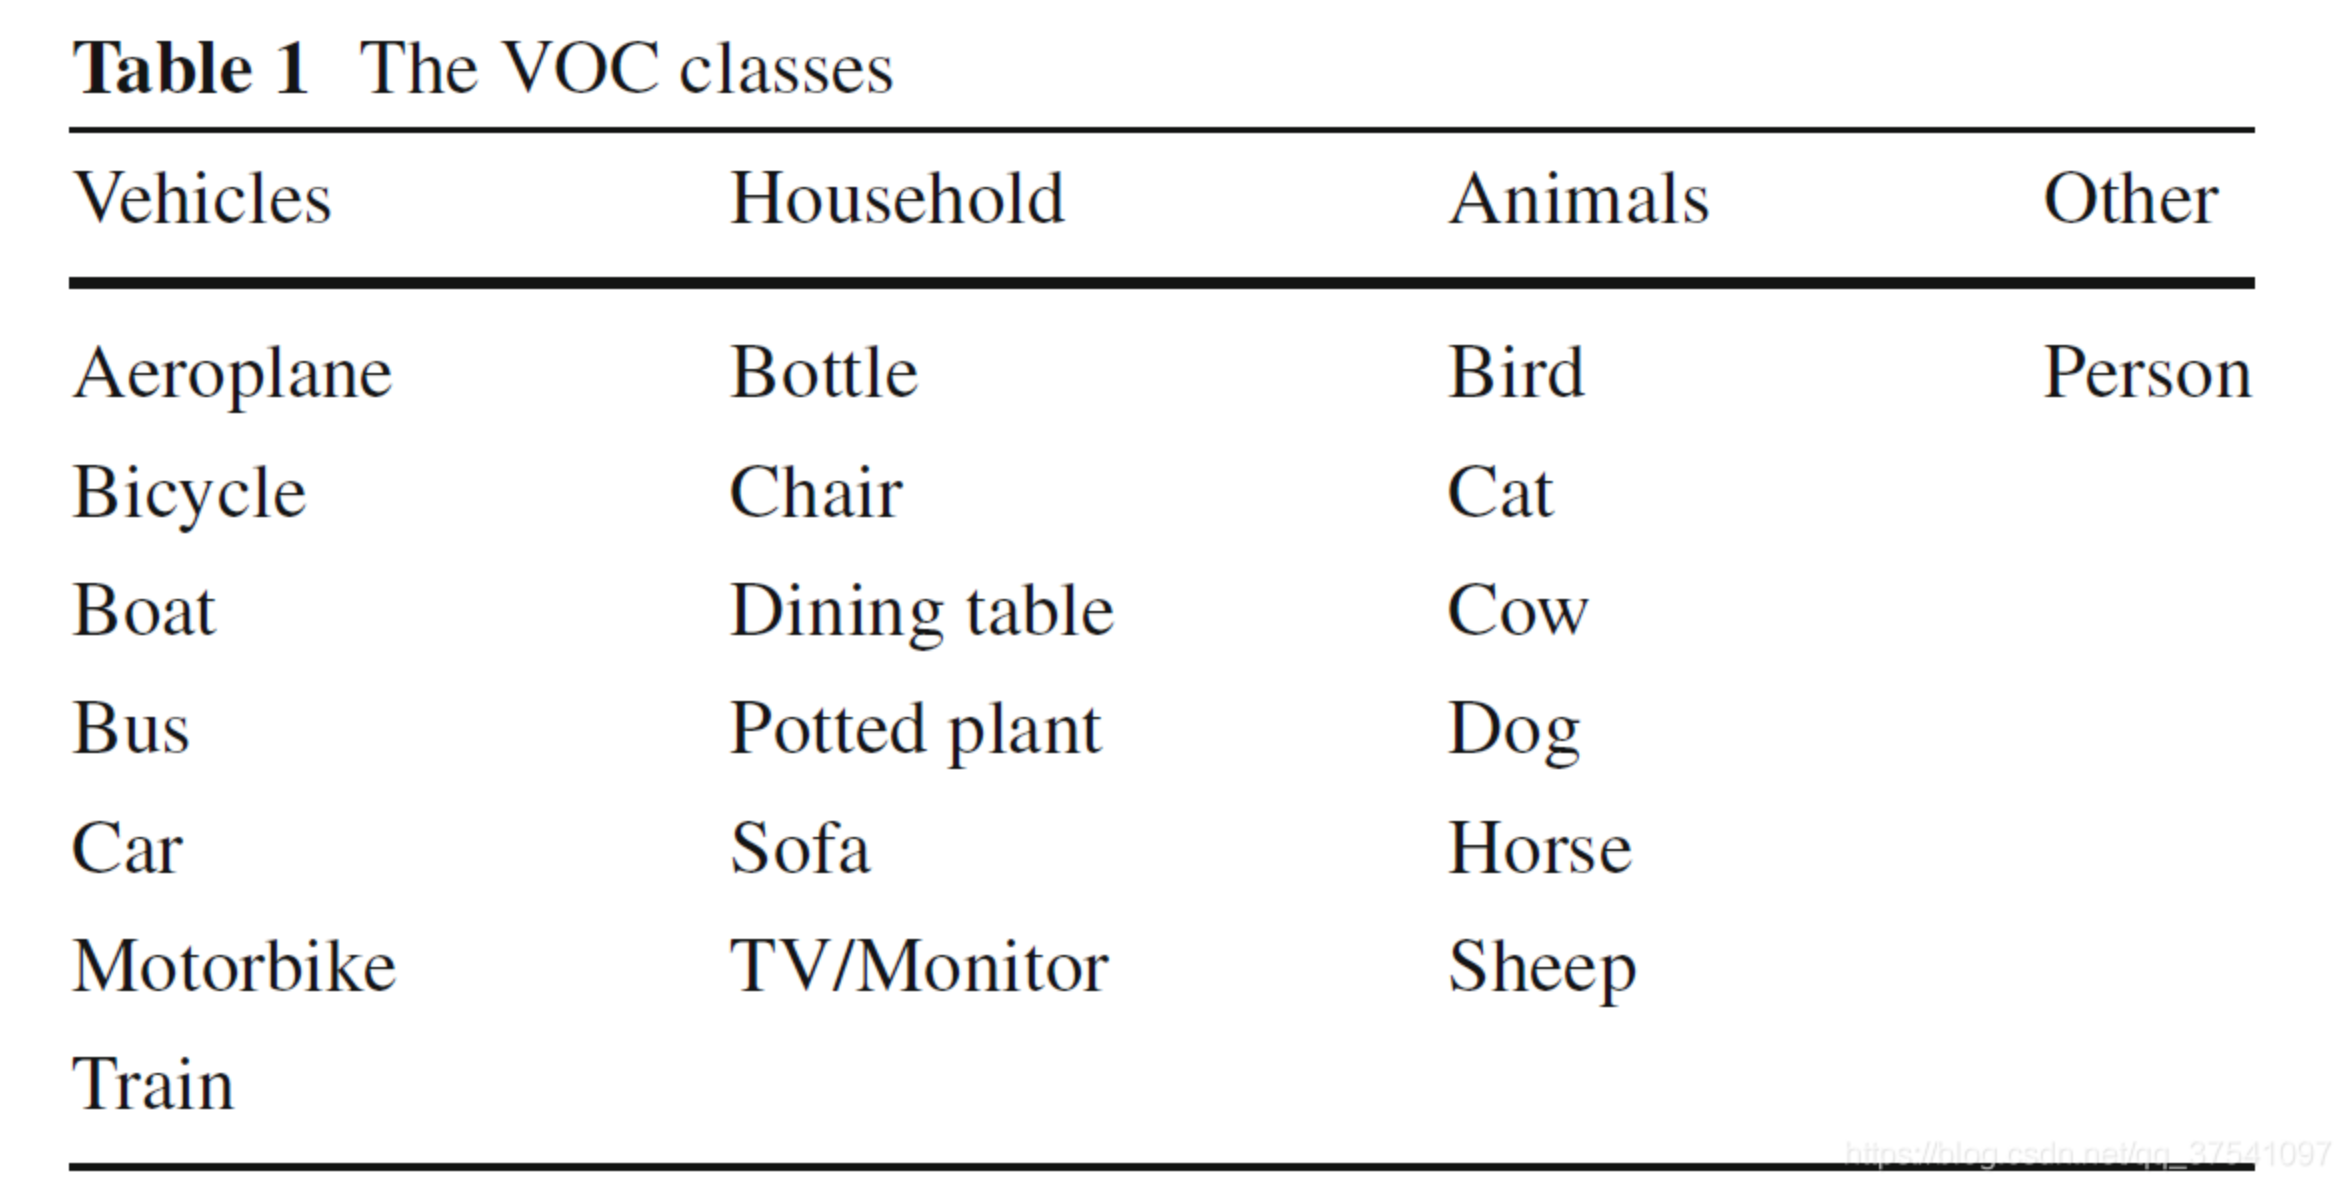 Table 1 The VOC classes
Vehicles Household Animals Other
Aeroplane Bottle Bird Person
Bicycle Chair Cat
Boat Dining table Cow
Bus Potted plant Dog
Car Sofa Horse
Motorbike TV/Monitor Sheep
Train
https://blog.csdn.net/qq_37541097